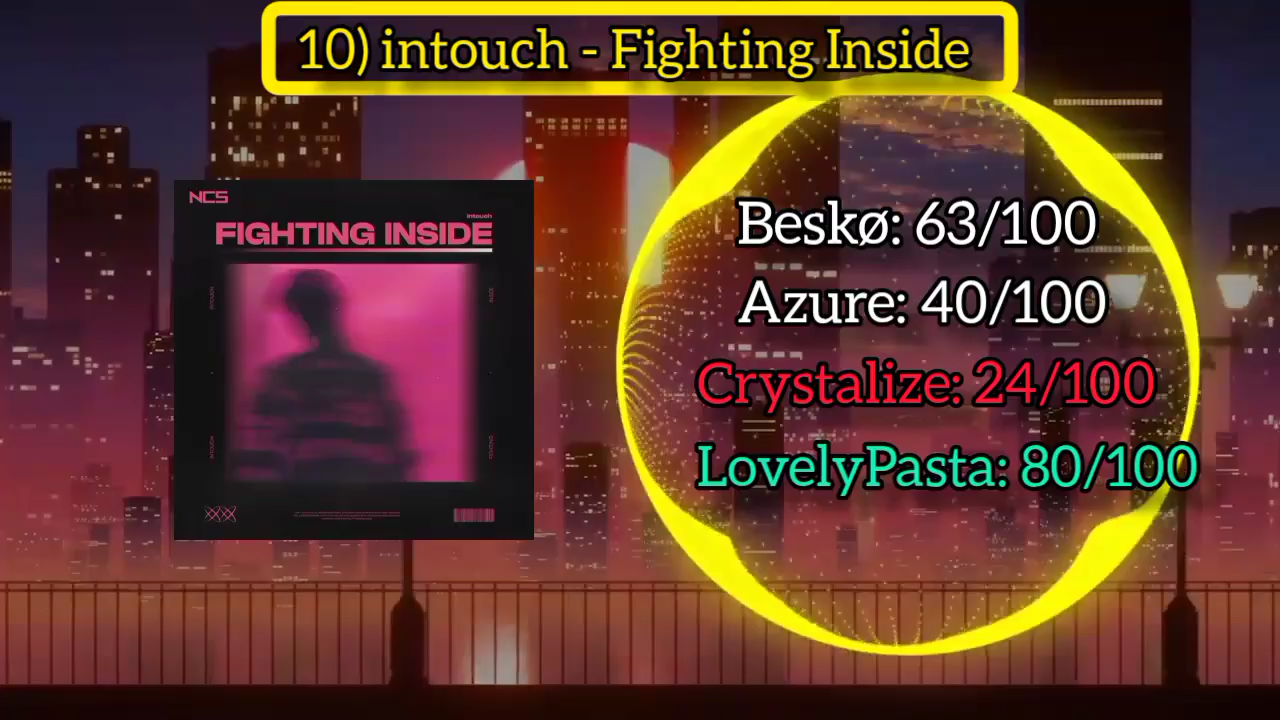 10) intouch - Fighting Inside
NCS
intouch
FIGHTING INSIDE
Beskø: 63/100
Azure: 40/100
Crystalize: 24/100
LovelyPasta: 80/100